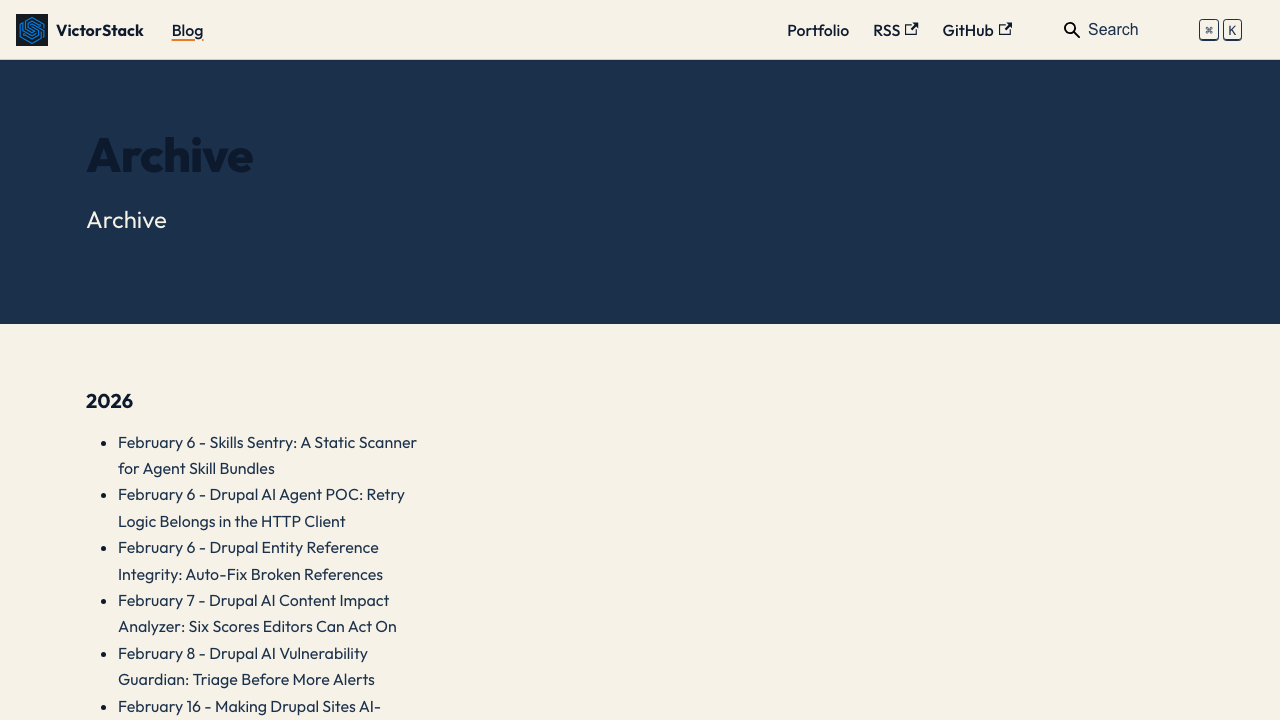 VictorStack Blog Portfolio RSS GitHub Search ⌘ K
Archive
Archive
2026
February 6 - Skills Sentry: A Static Scanner
for Agent Skill Bundles
February 6 - Drupal AI Agent POC: Retry
Logic Belongs in the HTTP Client
February 6 - Drupal Entity Reference
Integrity: Auto-Fix Broken References
February 7 - Drupal AI Content Impact
Analyzer: Six Scores Editors Can Act On
February 8 - Drupal AI Vulnerability
Guardian: Triage Before More Alerts
February 16 - Making Drupal Sites AI-